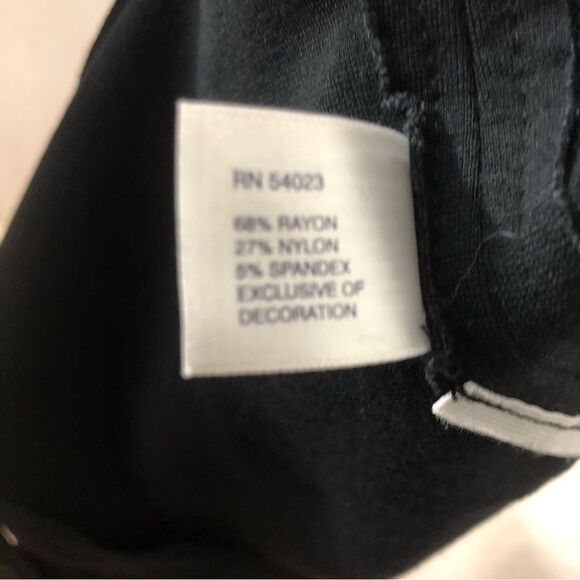 RN 54023
68% RAYON
27% NYLON
5% SPANDEX
EXCLUSIVE OF
DECORATION